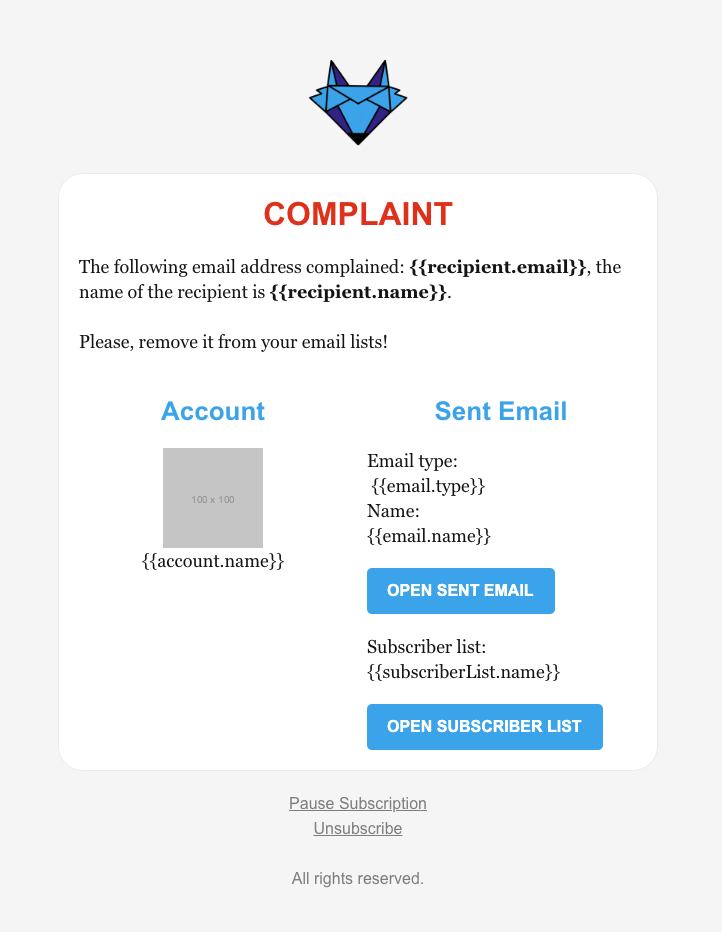 COMPLAINT
The following email address complained: {{recipient.email}}, the
name of the recipient is {{recipient.name}}.
Please, remove it from your email lists!
Account
100 x 100
{{account.name}}
Sent Email
Email type:
{{email.type}}
Name:
{{email.name}}
OPEN SENT EMAIL
Subscriber list:
{{subscriberList.name}}
OPEN SUBSCRIBER LIST
Pause Subscription
Unsubscribe
All rights reserved.